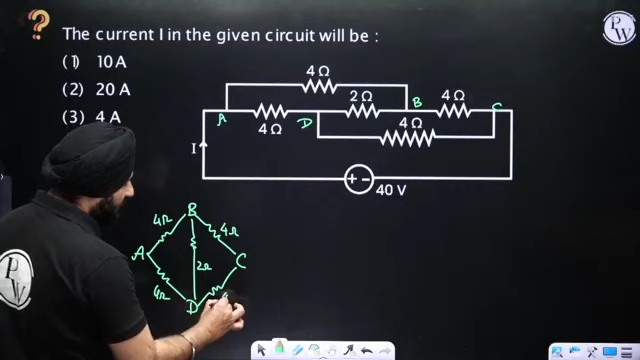 The current I in the given circuit will be :
(1) 10 A
(2) 20 A
(3) 4 A
4 Ω
2 Ω
B
4 Ω
C
A
4 Ω
D
4 Ω
I
+ -
40 V
B
4Ω
4Ω
A
2Ω
C
4Ω
D
P
W
P
W